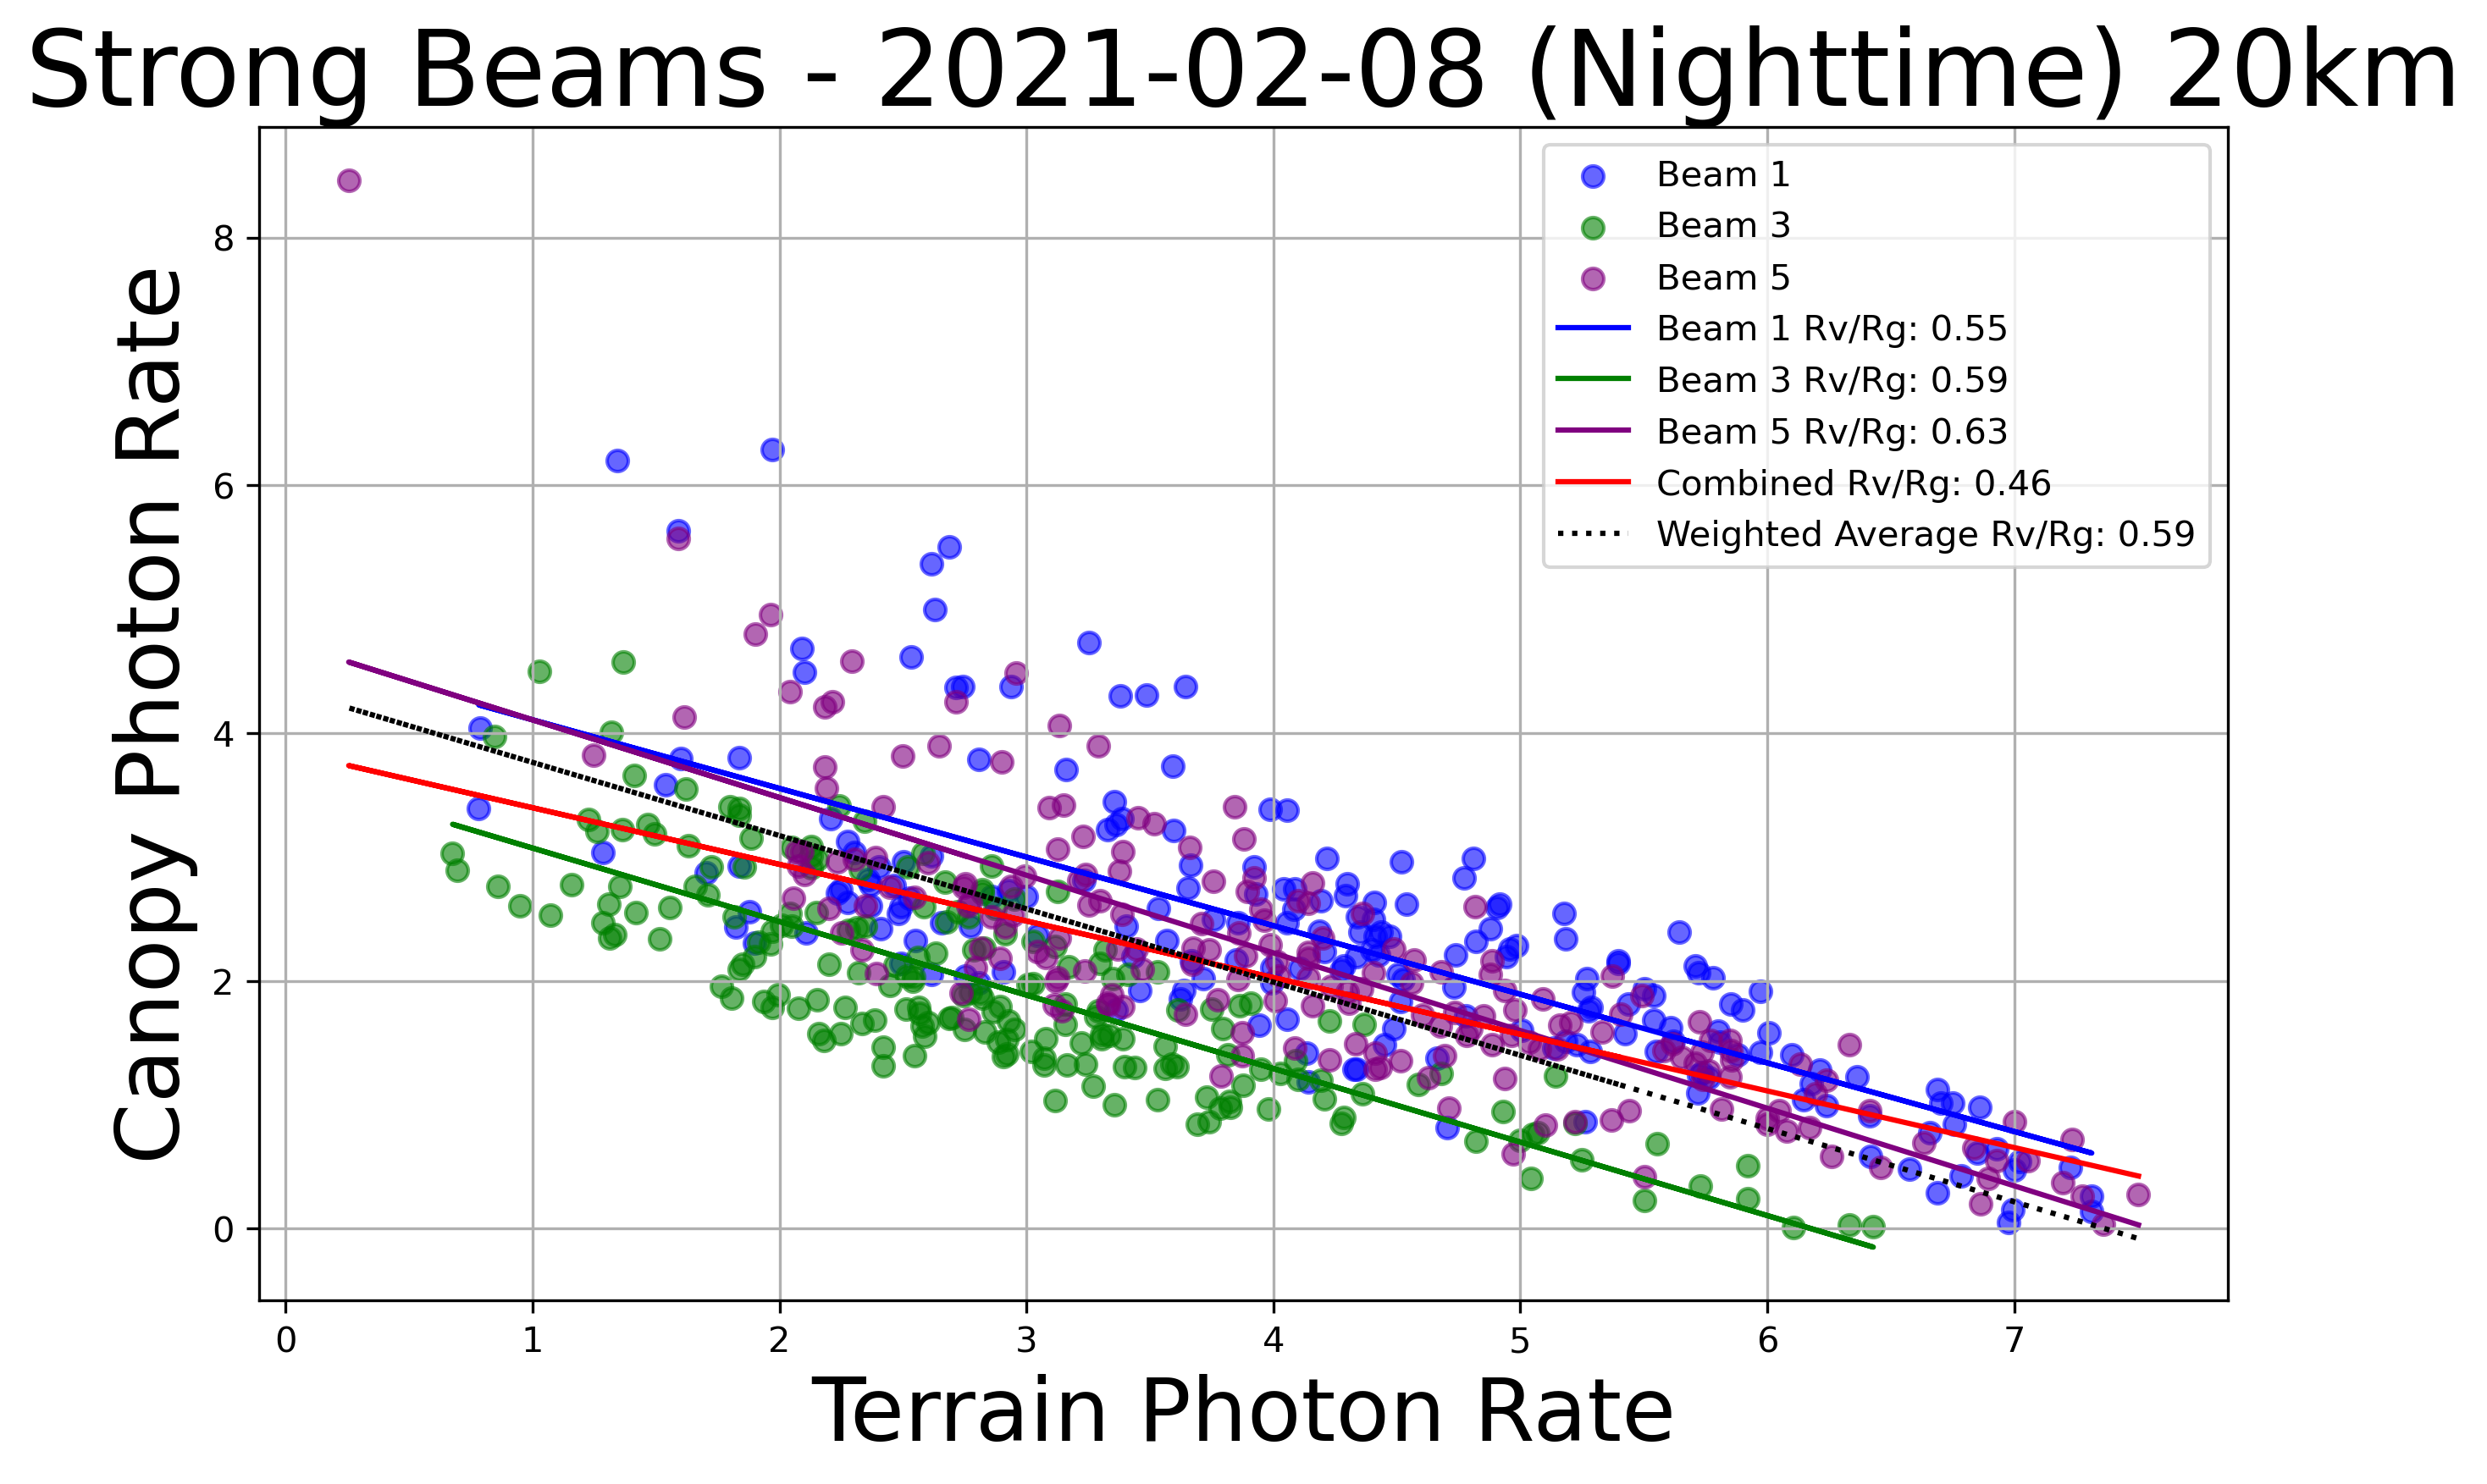 Strong Beams - 2021-02-08 (Nighttime) 20km
Beam 1
Beam 3
Beam 5
Beam 1 Rv/Rg: 0.55
Beam 3 Rv/Rg: 0.59
Beam 5 Rv/Rg: 0.63
Combined Rv/Rg: 0.46
Weighted Average Rv/Rg: 0.59
Canopy Photon Rate
8
6
4
2
0
0 1 2 3 4 5 6 7
Terrain Photon Rate